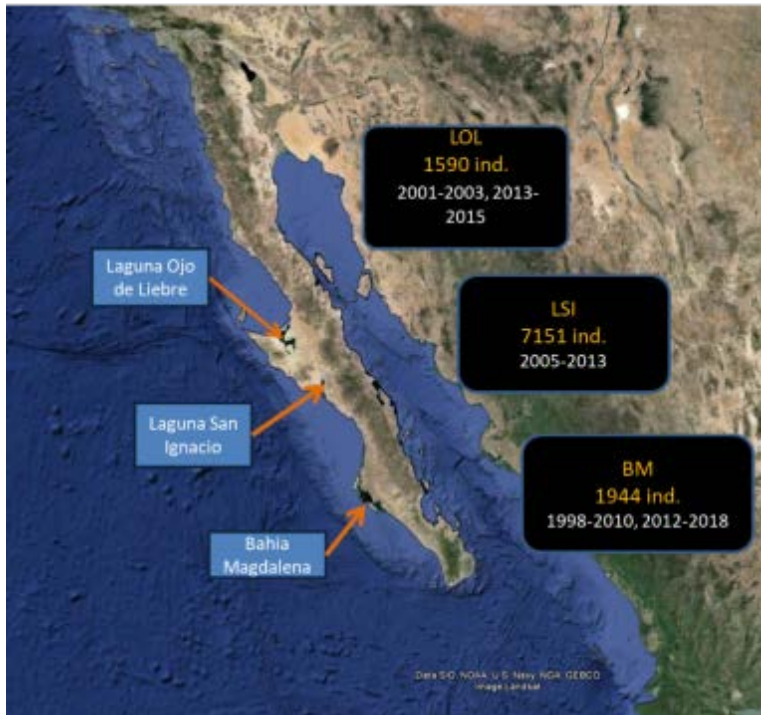 LOL
1590 ind.
2001-2003, 2013-
2015
Laguna Ojo
de Liebre
LSI
7151 ind.
2005-2013
Laguna San
Ignacio
BM
1944 ind.
1998-2010, 2012-2018
Bahia
Magdalena
Data SIO, NOAA, U.S. Navy, NGA, GEBCO
Image Landsat